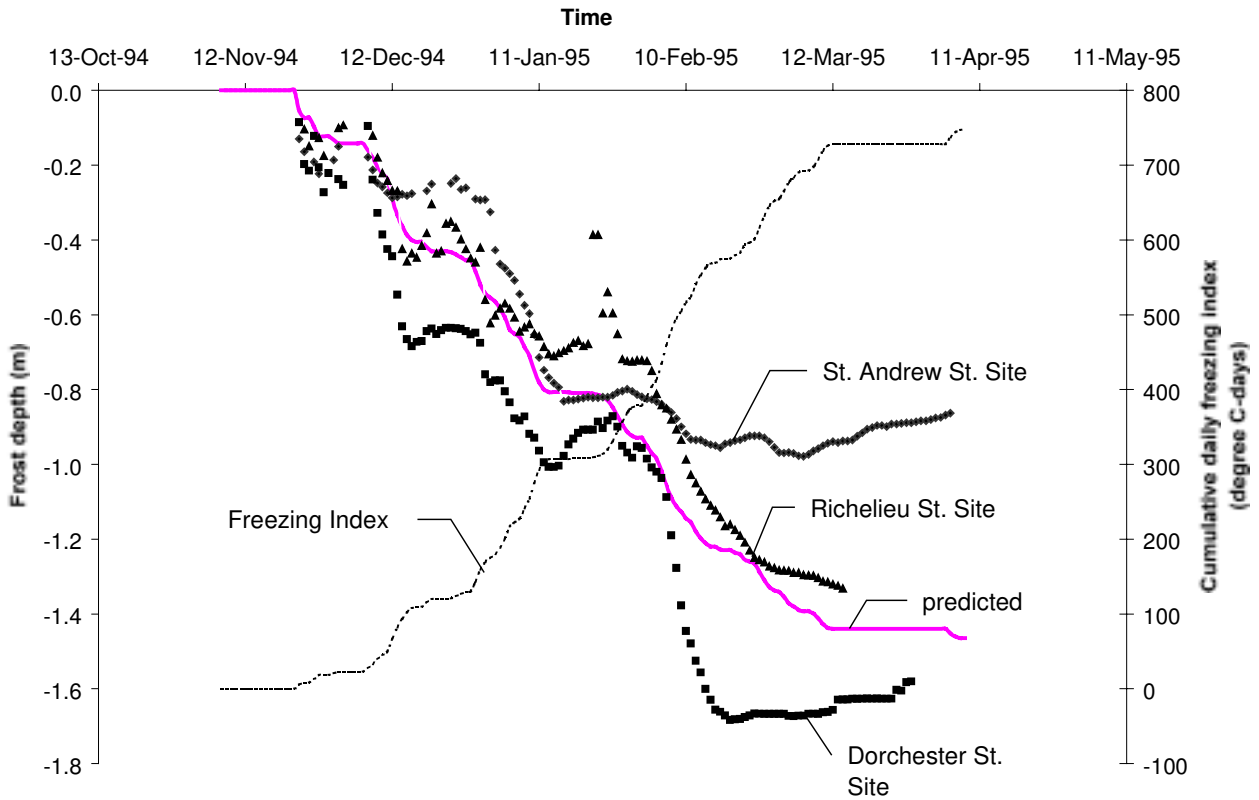 Time
13-Oct-94 12-Nov-94 12-Dec-94 11-Jan-95 10-Feb-95 12-Mar-95 11-Apr-95 11-May-95
0.0
-0.2
-0.4
-0.6
-0.8
-1.0
-1.2
-1.4
-1.6
-1.8
Frost depth (m)
800
700
600
500
400
300
200
100
0
-100
Cumulative daily freezing index
(degree C-days)
St. Andrew St. Site
Richelieu St. Site
Freezing Index
predicted
Dorchester St.
Site